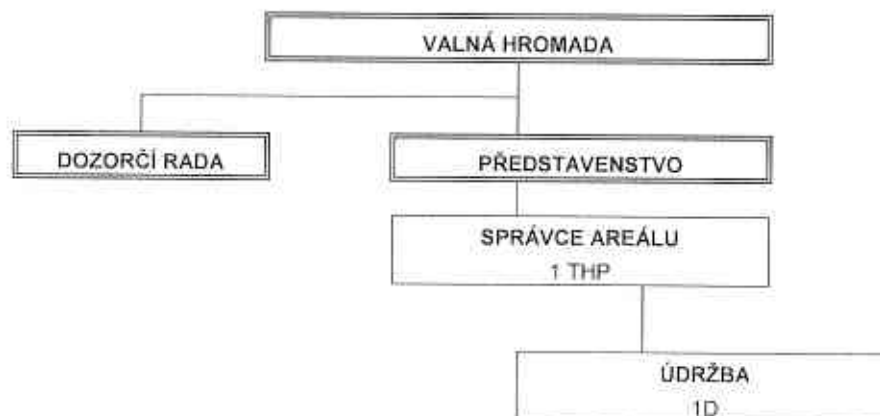 VALNÁ HROMADA
DOZORČÍ RADA
PŘEDSTAVENSTVO
SPRÁVCE AREÁLU
1 THP
ÚDRŽBA
1D